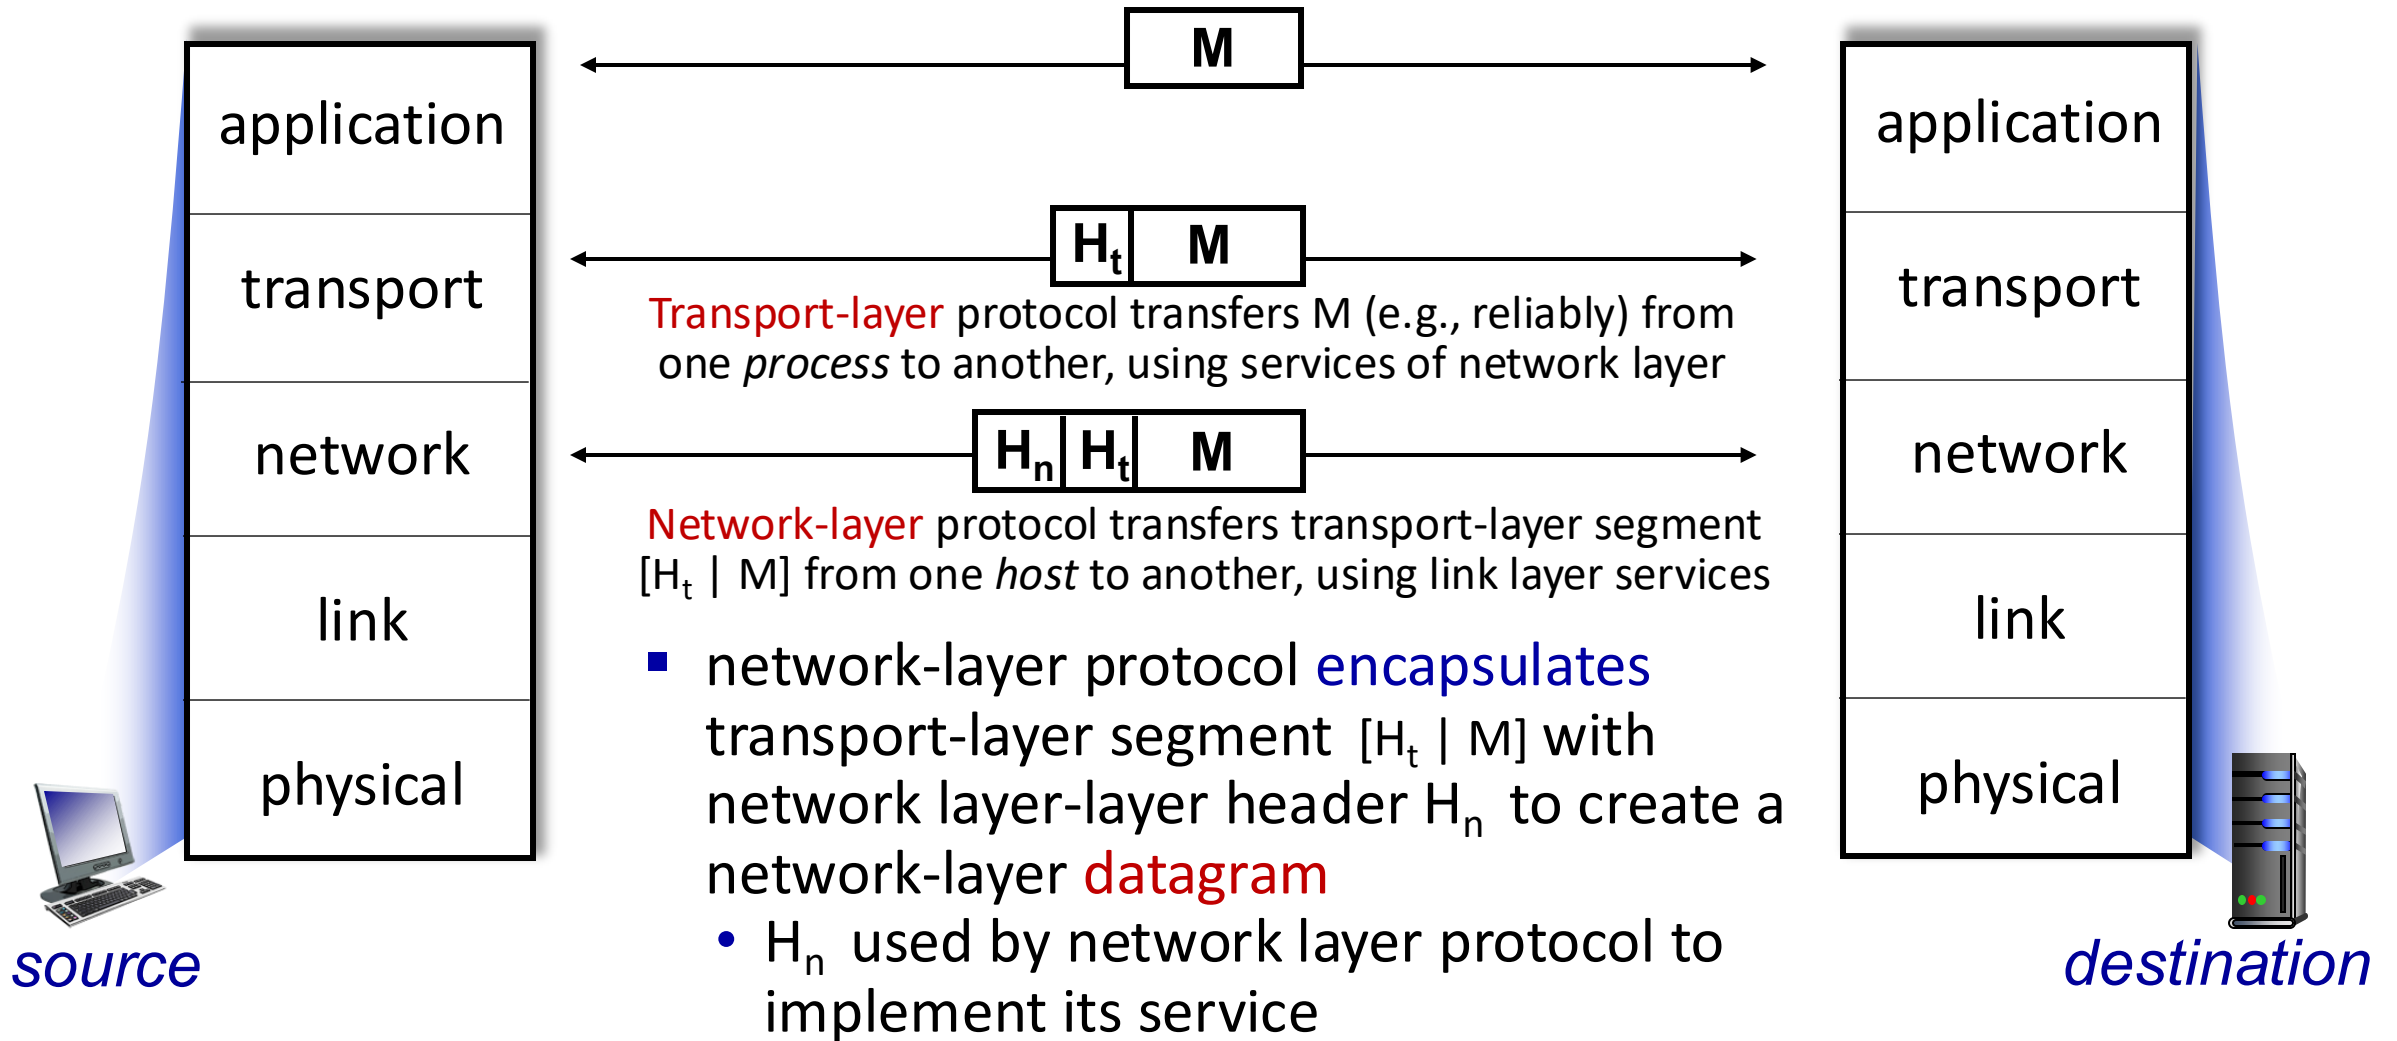 M
application
application
Ht M
transport
transport
Transport-layer protocol transfers M (e.g., reliably) from
one process to another, using services of network layer
Hn Ht M
network
network
Network-layer protocol transfers transport-layer segment
[Ht | M] from one host to another, using link layer services
link
link
network-layer protocol encapsulates
transport-layer segment [Ht | M] with
network layer-layer header Hn to create a
network-layer datagram
physical
physical
• Hn used by network layer protocol to
implement its service
source
destination